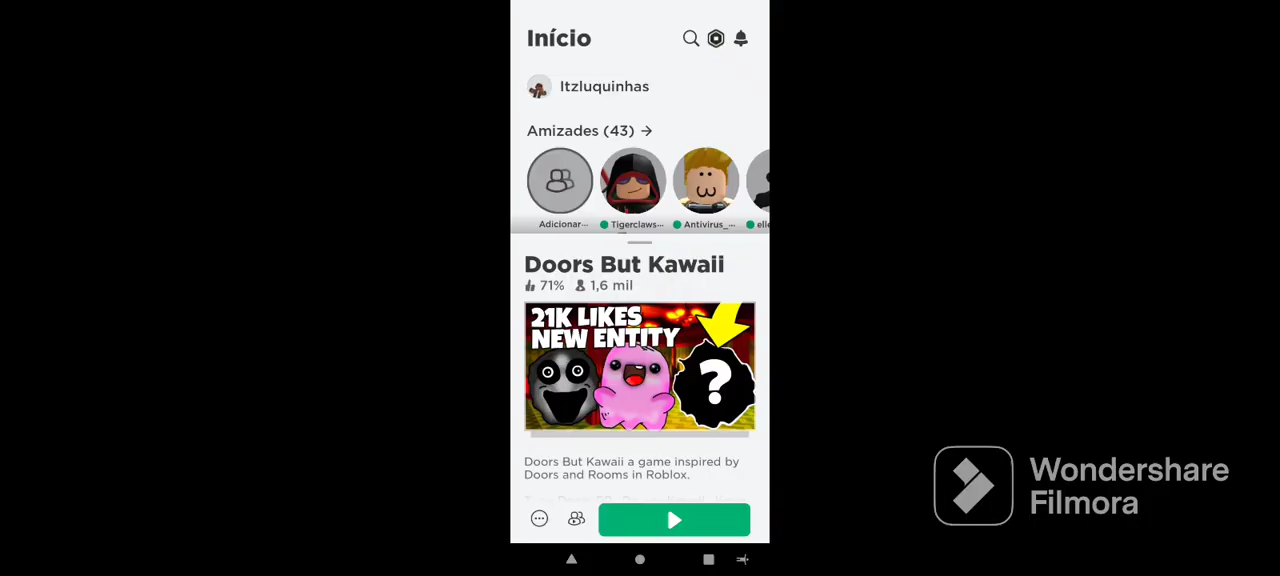 Início
Itzluquinhas
Amizades (43) →
Adicionar...
Tigerclaws...
Antivirus_...
elle
Doors But Kawaii
71% 1,6 mil
21K LIKES
NEW ENTITY
?
Doors But Kawaii a game inspired by
Doors and Rooms in Roblox.
Wondershare
Filmora